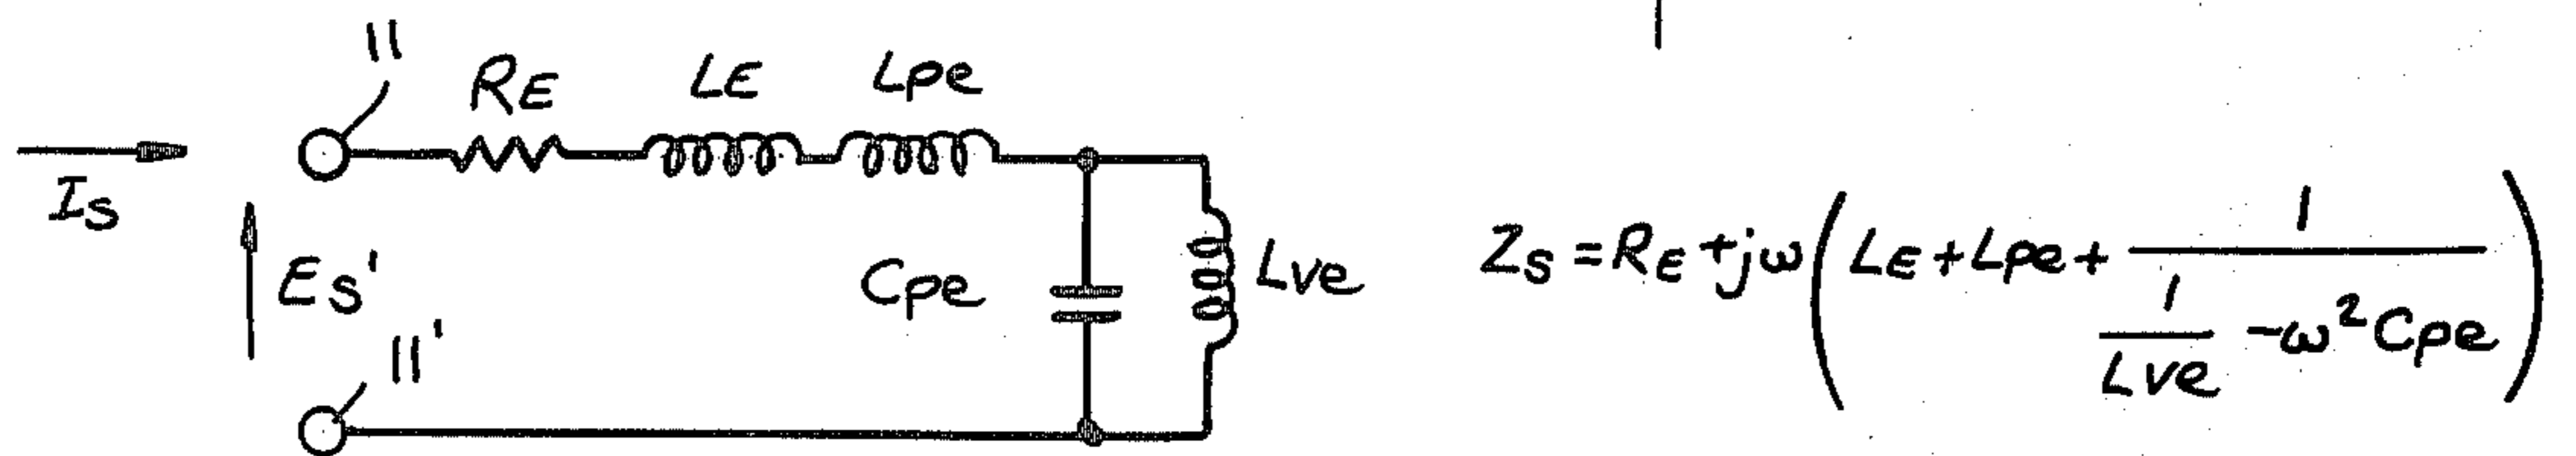 11
RE LE Lpe
Is
Es'
Cpe
Lve
11'
Zs = RE + jω(LE + Lpe + 1/(1/Lve - ω²Cpe))